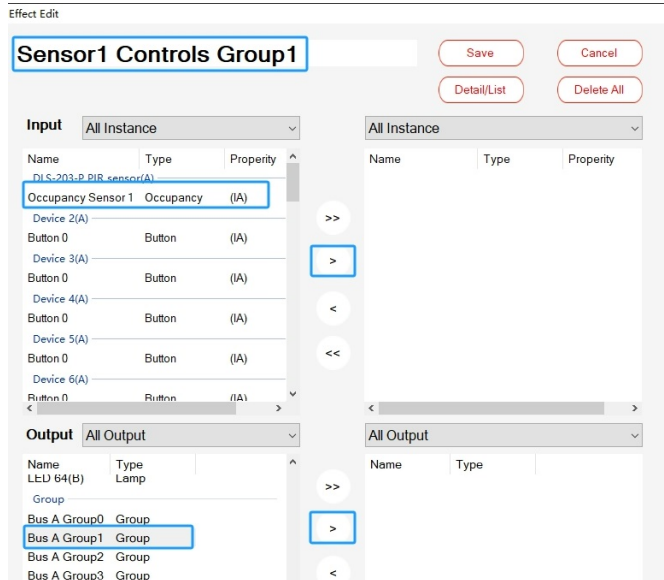 Effect Edit
Sensor1 Controls Group1
Save
Cancel
Detail/List
Delete All
Input
All Instance
All Instance
Name Type Properity
DLS-203-P PIR sensor(A)
Occupancy Sensor 1 Occupancy (IA)
Device 2(A)
Button 0 Button (IA)
Device 3(A)
Button 0 Button (IA)
Device 4(A)
Button 0 Button (IA)
Device 5(A)
Button 0 Button (IA)
Device 6(A)
Button 0 Button (IA)
>>
>
<
<<
Name Type Properity
Output
All Output
All Output
Name Type
LED 64(B) Lamp
Group
Bus A Group0 Group
Bus A Group1 Group
Bus A Group2 Group
Bus A Group3 Group
>>
>
<
Name Type